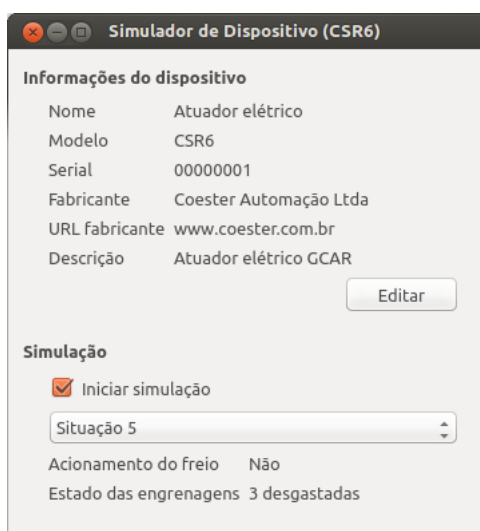 Simulador de Dispositivo (CSR6)
Informações do dispositivo
Nome Atuador elétrico
Modelo CSR6
Serial 00000001
Fabricante Coester Automação Ltda
URL fabricante www.coester.com.br
Descrição Atuador elétrico GCAR
Editar
Simulação
Iniciar simulação
Situação 5
Acionamento do freio Não
Estado das engrenagens 3 desgastadas